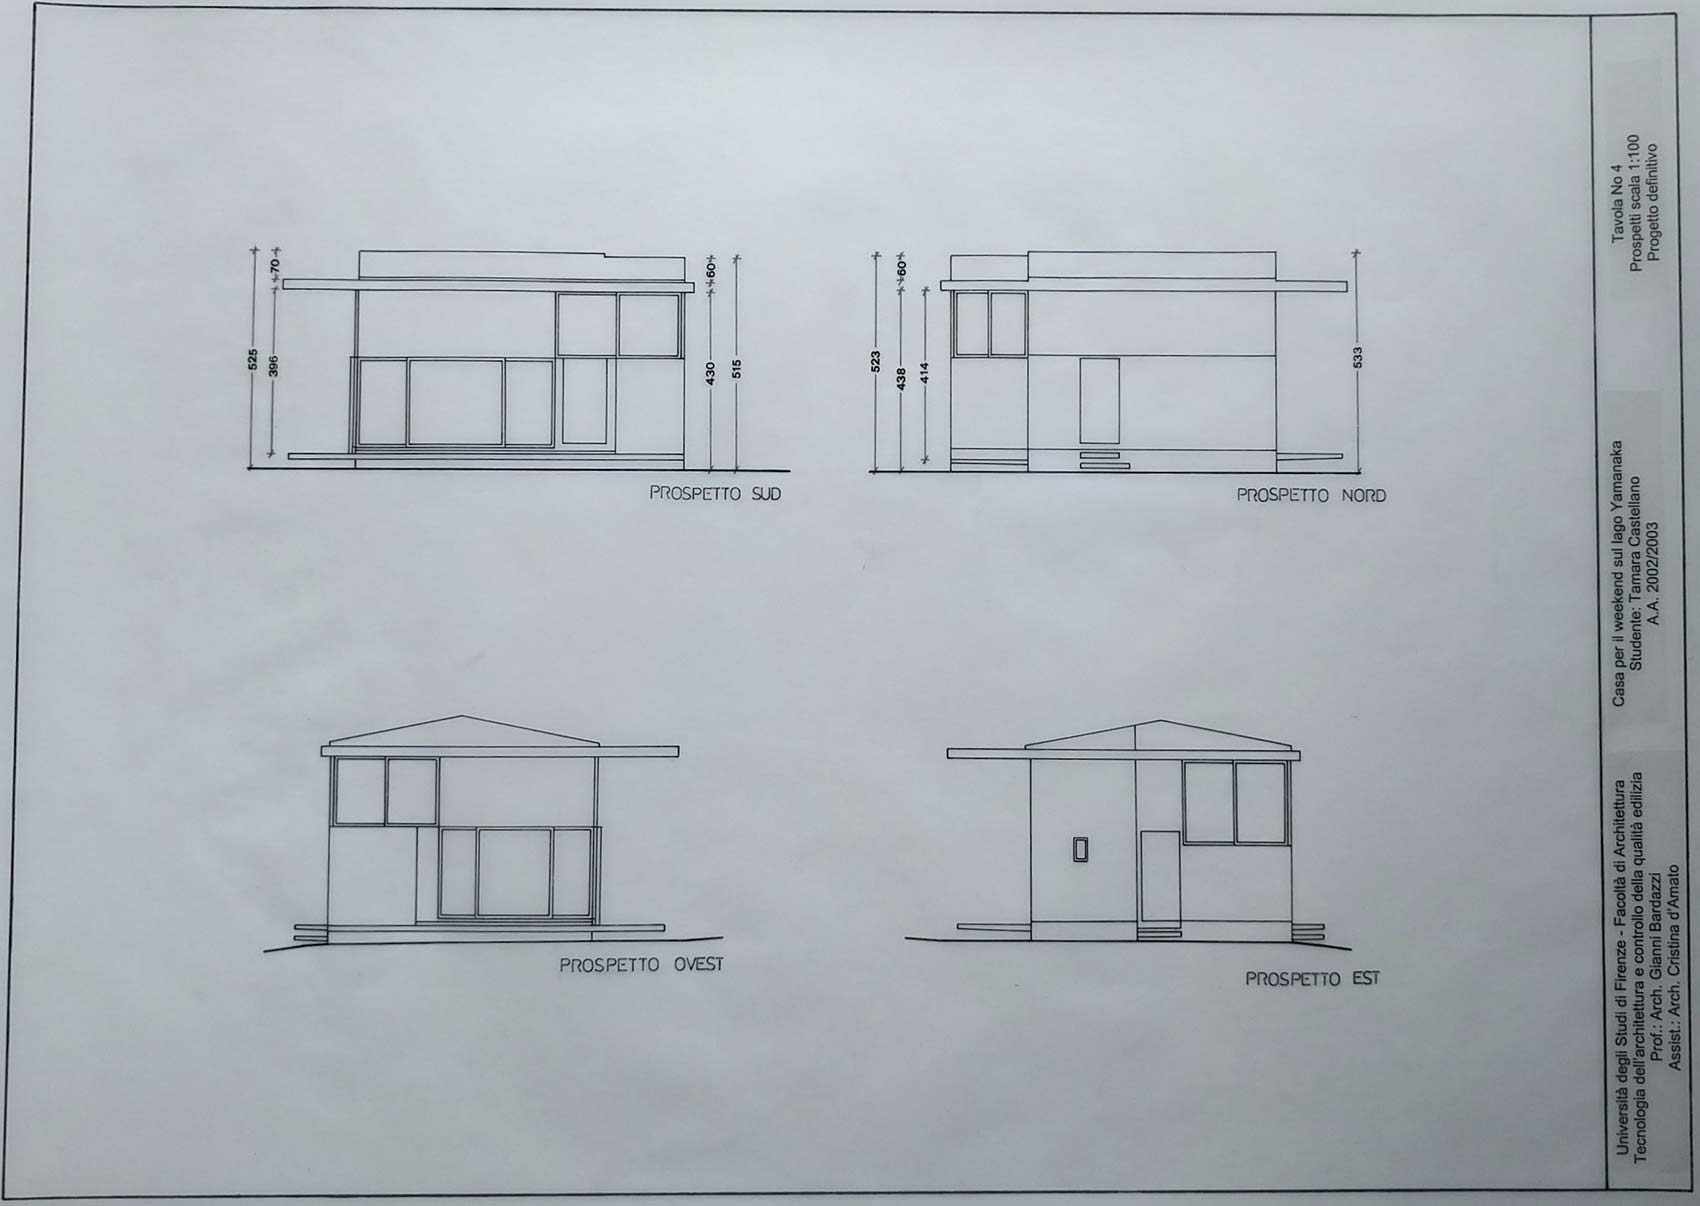 525
70
396
60
430
515
PROSPETTO SUD
523
60
438
414
533
PROSPETTO NORD
PROSPETTO OVEST
PROSPETTO EST
Tavola No 4
Prospetti scala 1:100
Progetto definitivo
Casa per il weekend sul lago Yamanaka
Studente: Tamara Castellano
A.A. 2002/2003
Università degli Studi di Firenze - Facoltà di Architettura
Tecnologia dell'architettura e controllo della qualità edilizia
Prof.: Arch. Gianni Bardazzi
Assist.: Arch. Cristina d'Amato